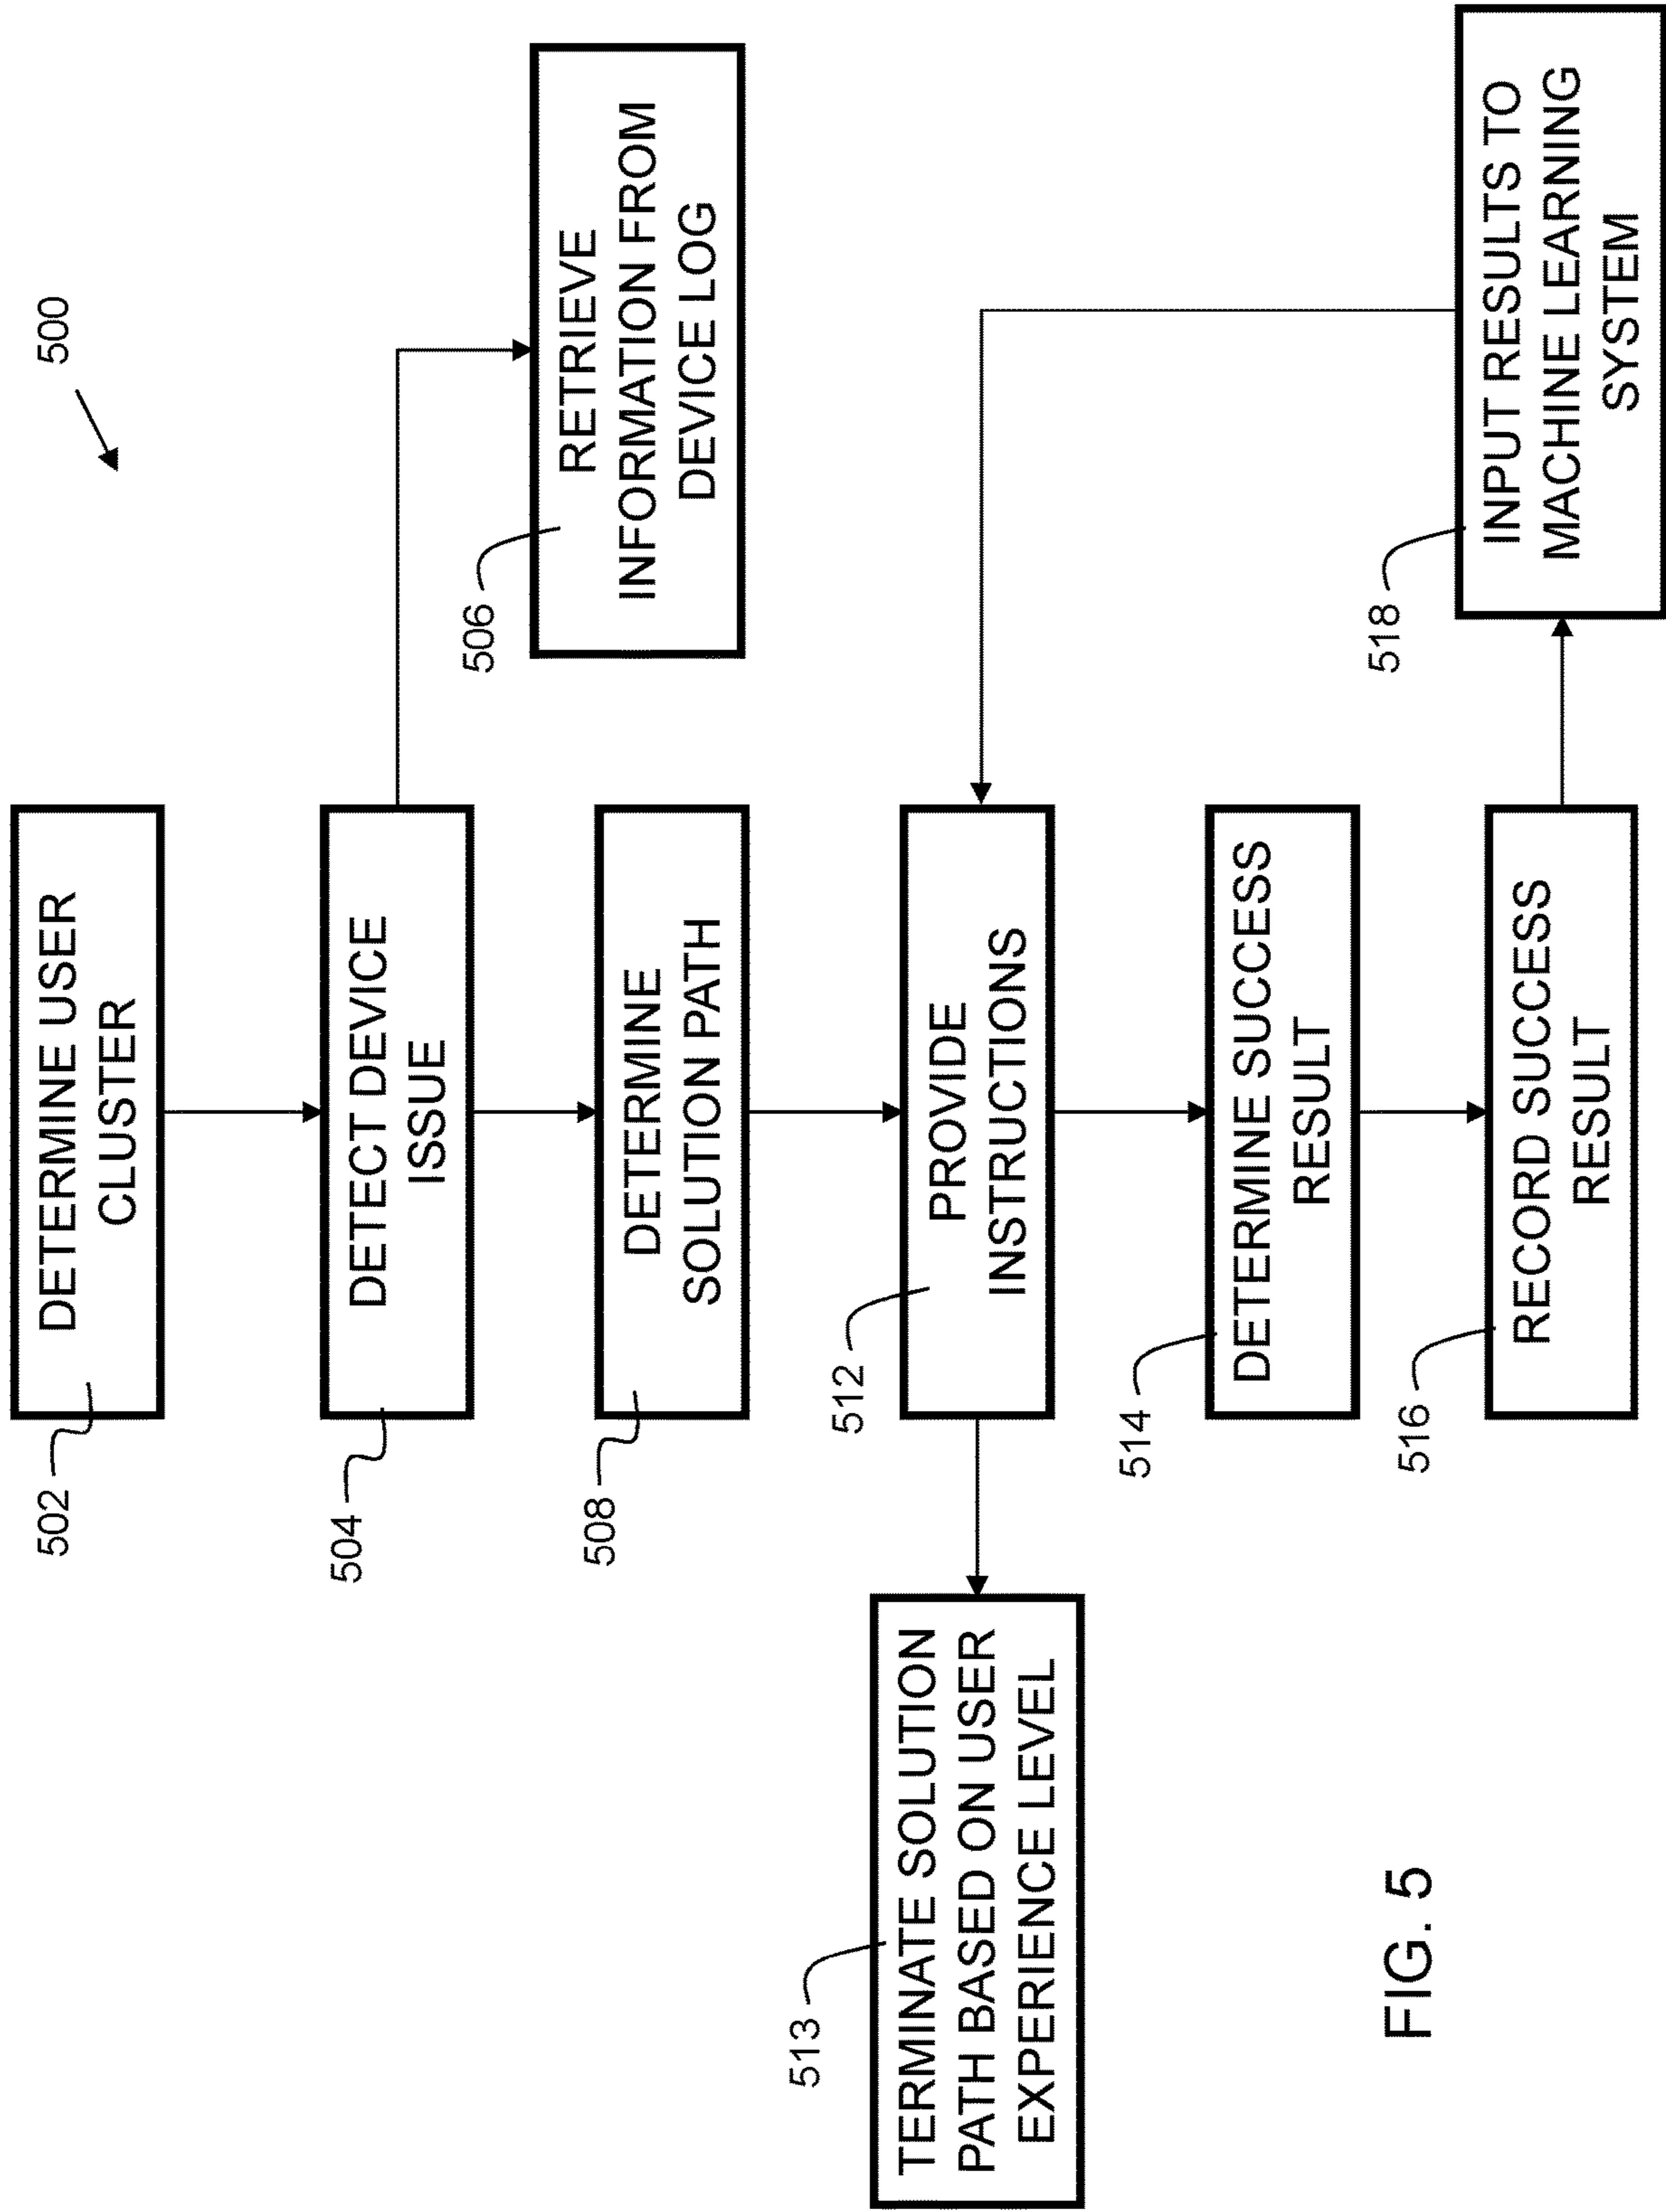 500
502
DETERMINE USER
CLUSTER
504
DETECT DEVICE
ISSUE
506
RETRIEVE
INFORMATION FROM
DEVICE LOG
508
DETERMINE
SOLUTION PATH
512
PROVIDE
INSTRUCTIONS
513
TERMINATE SOLUTION
PATH BASED ON USER
EXPERIENCE LEVEL
514
DETERMINE SUCCESS
RESULT
516
RECORD SUCCESS
RESULT
518
INPUT RESULTS TO
MACHINE LEARNING
SYSTEM
FIG. 5